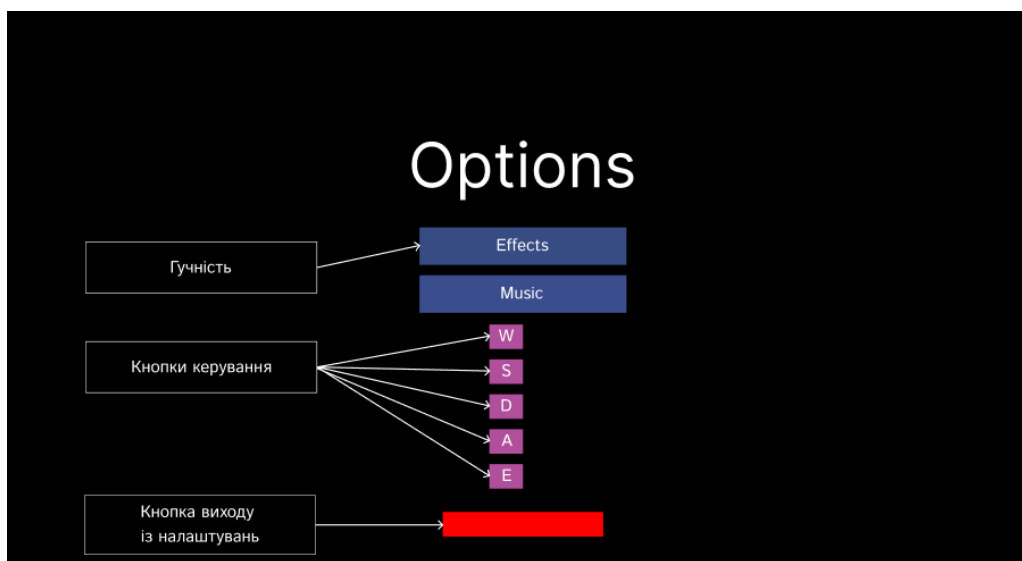 Options
Гучність
Effects
Music
Кнопки керування
W
S
D
A
E
Кнопка виходу
із налаштувань